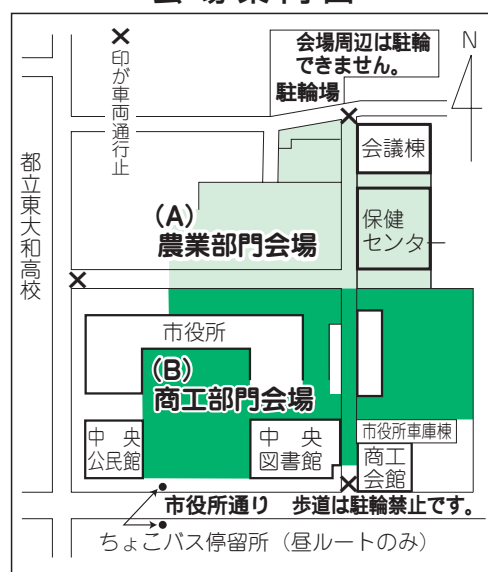 会場周辺は駐輪
できません。
駐輪場
N
×
印が車両通行止
×
会議棟
都立東大和高校
(A)
農業部門会場
保健
センター
×
市役所
(B)
商工部門会場
市役所車庫棟
中央
公民館
中央
図書館
商工
会館
×
市役所通り 歩道は駐輪禁止です。
ちょこバス停留所(昼ルートのみ)